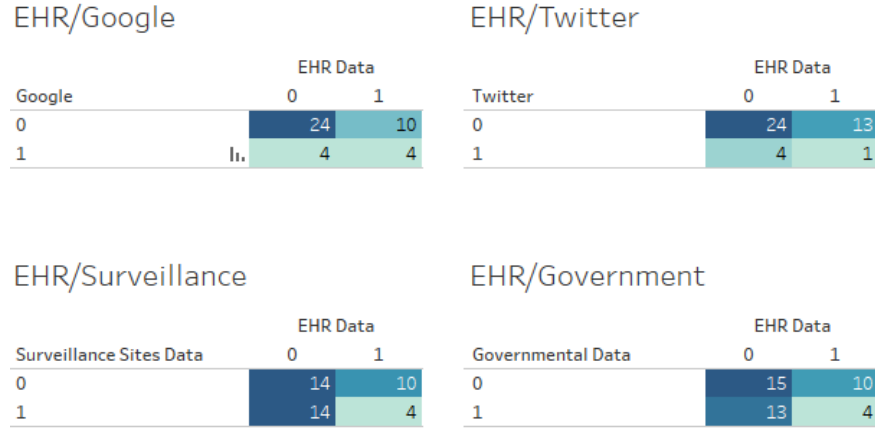 EHR/Google
EHR Data
Google 0 1
0 24 10
1 4 4
EHR/Twitter
EHR Data
Twitter 0 1
0 24 13
1 4 1
EHR/Surveillance
EHR Data
Surveillance Sites Data 0 1
0 14 10
1 14 4
EHR/Government
EHR Data
Governmental Data 0 1
0 15 10
1 13 4